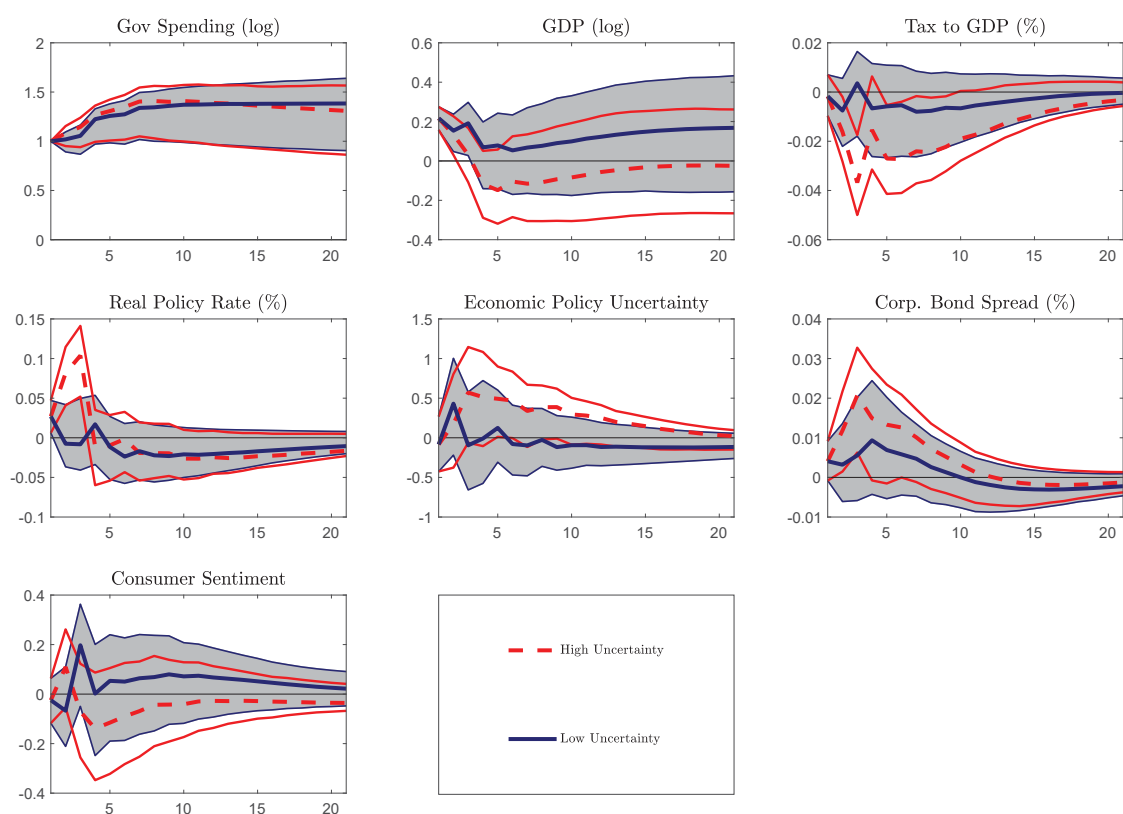 Gov Spending (log)
2
1.5
1
0.5
0
5 10 15 20
GDP (log)
0.6
0.4
0.2
0
-0.2
-0.4
5 10 15 20
Tax to GDP (%)
0.02
0
-0.02
-0.04
-0.06
5 10 15 20
Real Policy Rate (%)
0.15
0.1
0.05
0
-0.05
-0.1
5 10 15 20
Economic Policy Uncertainty
1.5
1
0.5
0
-0.5
-1
5 10 15 20
Corp. Bond Spread (%)
0.04
0.03
0.02
0.01
0
-0.01
5 10 15 20
Consumer Sentiment
0.4
0.2
0
-0.2
-0.4
5 10 15 20
High Uncertainty
Low Uncertainty